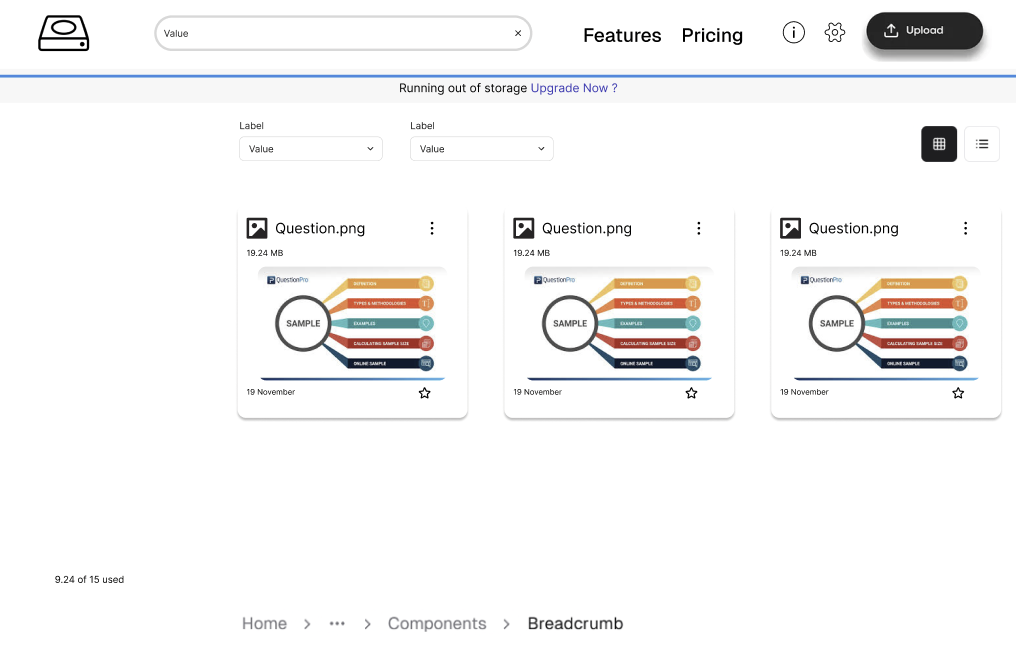 Value
Features Pricing
Upload
Running out of storage Upgrade Now ?
Label
Value
Label
Value
Question.png
19.24 MB
QuestionPro
SAMPLE
DEFINITION
TYPES & METHODOLOGIES
EXAMPLES
CALCULATING SAMPLE SIZE
ONLINE SAMPLE
19 November
Question.png
19.24 MB
QuestionPro
SAMPLE
DEFINITION
TYPES & METHODOLOGIES
EXAMPLES
CALCULATING SAMPLE SIZE
ONLINE SAMPLE
19 November
Question.png
19.24 MB
QuestionPro
SAMPLE
DEFINITION
TYPES & METHODOLOGIES
EXAMPLES
CALCULATING SAMPLE SIZE
ONLINE SAMPLE
19 November
9.24 of 15 used
Home > ••• > Components > Breadcrumb